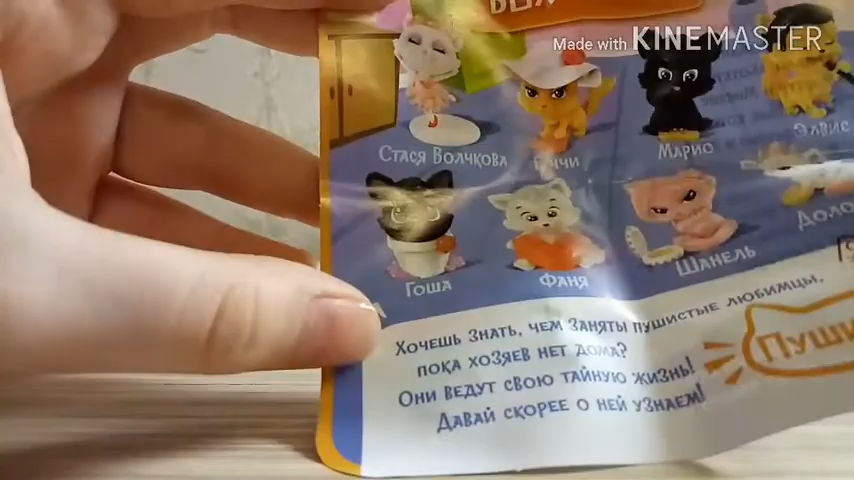 Made with KINEMASTER
Стася Волчкова
Марио
Элвис
Гоша
Фаня
Шанель
Хочешь знать, чем заняты пушистые любимцы,
пока хозяев нет дома?
Они ведут свою тайную жизнь!
Давай скорее о ней узнаем!